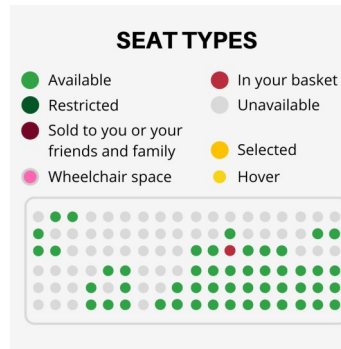 SEAT TYPES
Available
In your basket
Restricted
Unavailable
Sold to you or your
friends and family
Selected
Wheelchair space
Hover